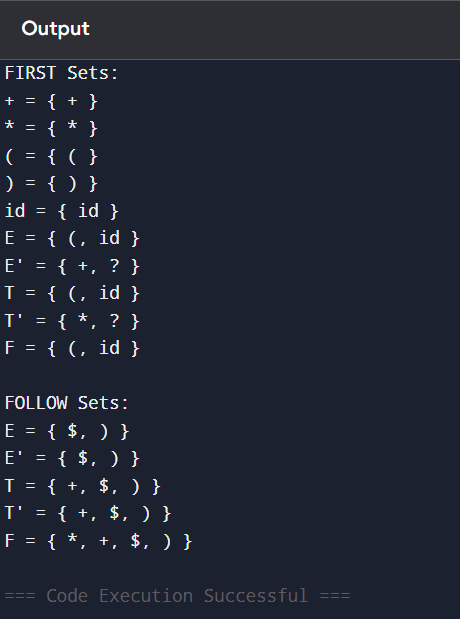 Output
FIRST Sets:
+ = { + }
* = { * }
( = { ( }
) = { ) }
id = { id }
E = { (, id }
E' = { +, ? }
T = { (, id }
T' = { *, ? }
F = { (, id }
FOLLOW Sets:
E = { $, ) }
E' = { $, ) }
T = { +, $, ) }
T' = { +, $, ) }
F = { *, +, $, ) }
=== Code Execution Successful ===